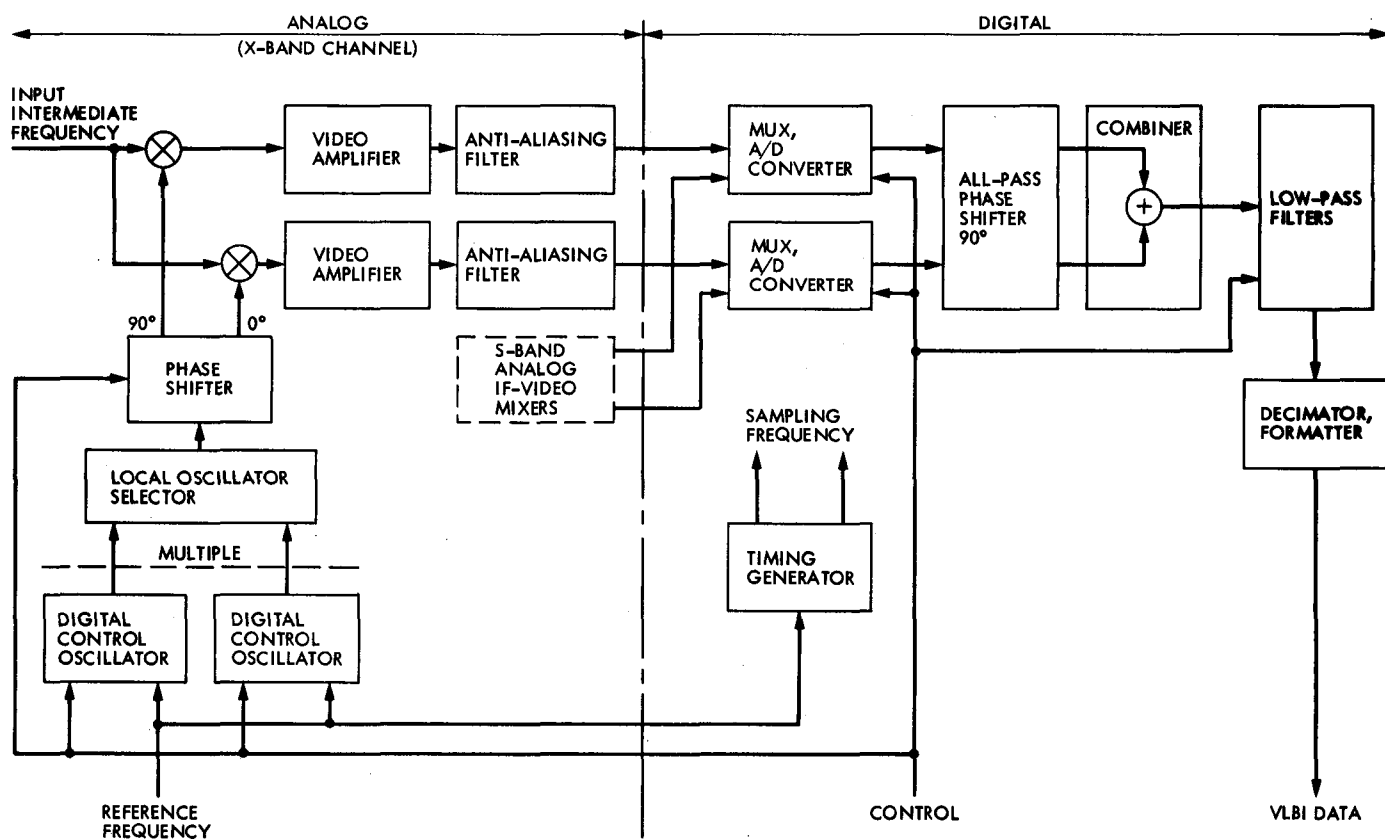 ANALOG
(X-BAND CHANNEL)
DIGITAL
INPUT
INTERMEDIATE
FREQUENCY
VIDEO
AMPLIFIER
ANTI-ALIASING
FILTER
MUX,
A/D
CONVERTER
ALL-PASS
PHASE
SHIFTER
90°
COMBINER
+
LOW-PASS
FILTERS
VIDEO
AMPLIFIER
ANTI-ALIASING
FILTER
MUX,
A/D
CONVERTER
90°
0°
PHASE
SHIFTER
S-BAND
ANALOG
IF-VIDEO
MIXERS
SAMPLING
FREQUENCY
DECIMATOR,
FORMATTER
LOCAL OSCILLATOR
SELECTOR
MULTIPLE
TIMING
GENERATOR
DIGITAL
CONTROL
OSCILLATOR
DIGITAL
CONTROL
OSCILLATOR
REFERENCE
FREQUENCY
CONTROL
VLBI DATA